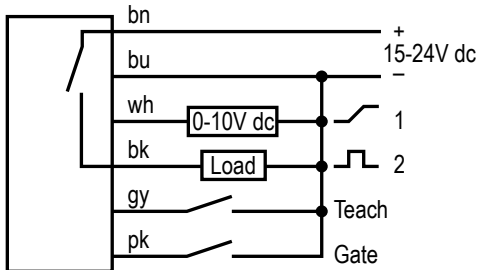 bn
+
15-24V dc
bu
–
wh
0-10V dc
1
bk
Load
2
gy
Teach
pk
Gate